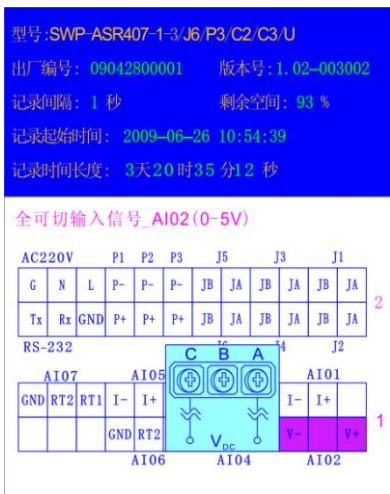 型号:SWP-ASR407-1-3/J6/P3/C2/C3/U
出厂编号: 09042800001 版本号:1.02-003002
记录间隔: 1 秒 剩余空间: 93 %
记录起始时间: 2009-06-26 10:54:39
记录时间长度: 3天20时35 分12 秒
全可切输入信号_AI02(0-5V)
AC220V P1 P2 P3 J5 J3 J1
G N L P- P- P- JB JA JB JA JB JA
2
Tx Rx GND P+ P+ P+ JB JA JB JA JB JA
RS-232 J2
C B A
AI07 AI05 AI01
GND RT2 RT1 I- I+ I- I+
1
GND RT2 VDC V- V+
AI06 AI04 AI02